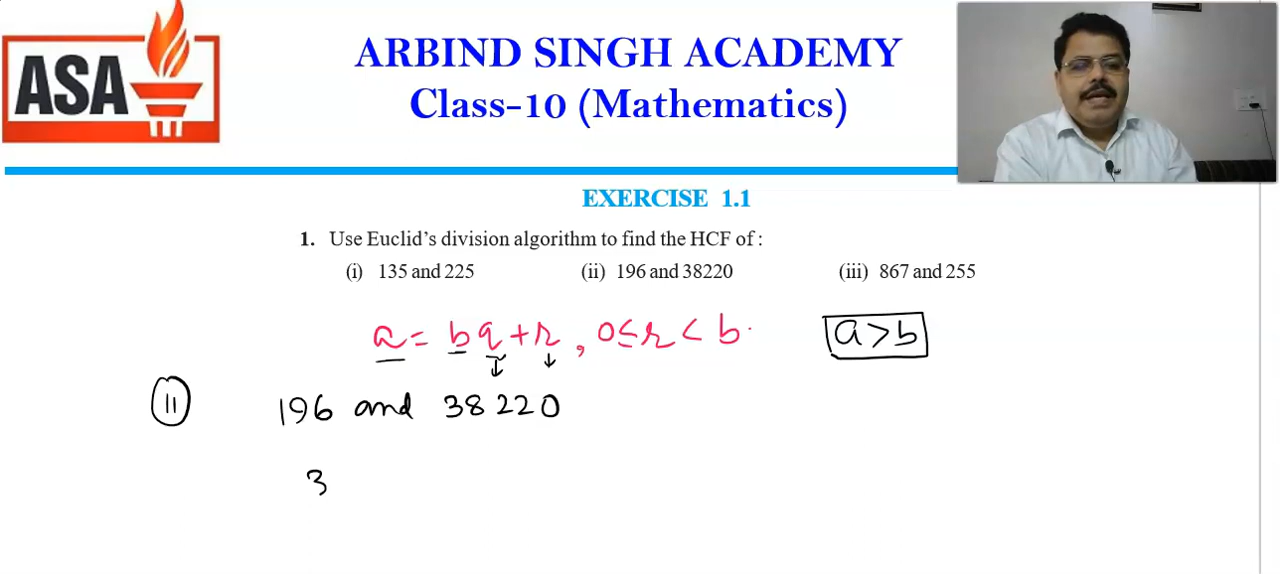 ASA
ARBIND SINGH ACADEMY
Class-10 (Mathematics)
EXERCISE 1.1
1. Use Euclid's division algorithm to find the HCF of :
(i) 135 and 225 (ii) 196 and 38220 (iii) 867 and 255
a = bq + r , 0 ≤ r < b. a > b
(11) 196 and 38220
3